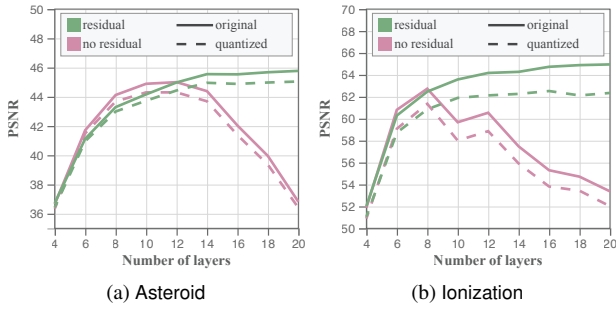 residual original
no residual quantized
PSNR
50
48
46
44
42
40
38
36
4 6 8 10 12 14 16 18 20
Number of layers
(a) Asteroid
residual original
no residual quantized
PSNR
70
68
66
64
62
60
58
56
54
52
50
4 6 8 10 12 14 16 18 20
Number of layers
(b) Ionization